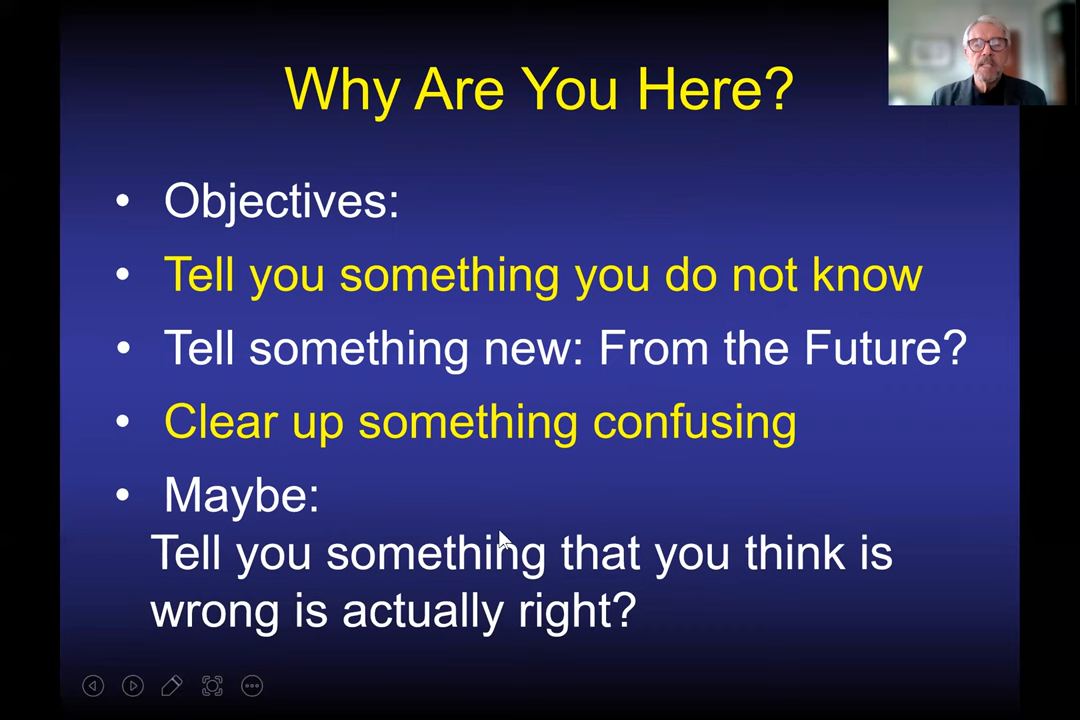 Why Are You Here?
• Objectives:
• Tell you something you do not know
• Tell something new: From the Future?
• Clear up something confusing
• Maybe:
Tell you something that you think is
wrong is actually right?